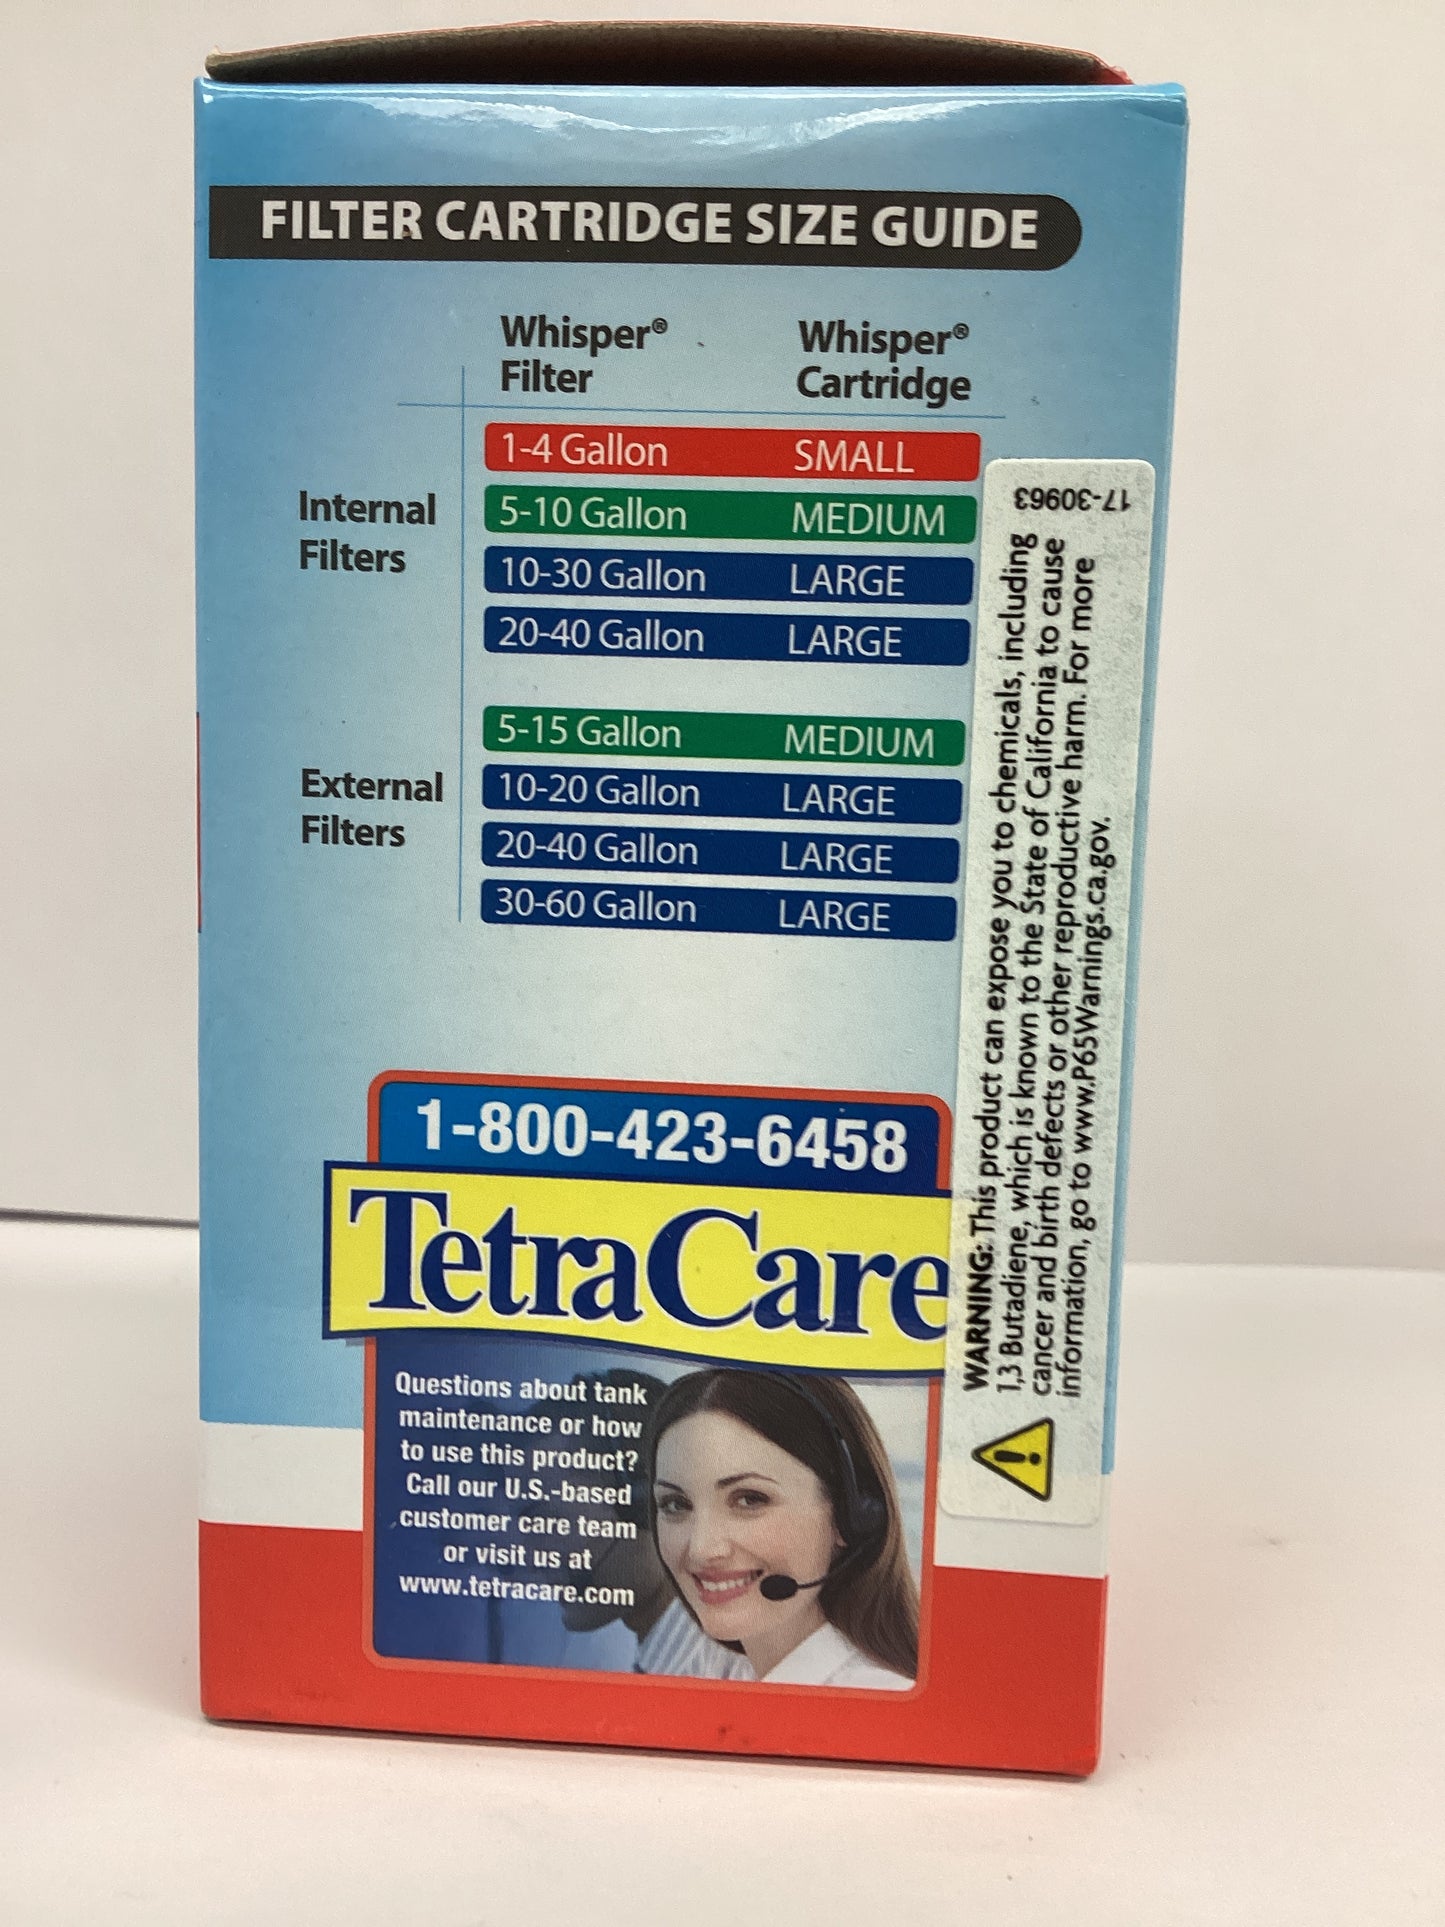 FILTER CARTRIDGE SIZE GUIDE
Whisper® Filter
Whisper® Cartridge
Internal Filters
1-4 Gallon SMALL
5-10 Gallon MEDIUM
10-30 Gallon LARGE
20-40 Gallon LARGE
External Filters
5-15 Gallon MEDIUM
10-20 Gallon LARGE
20-40 Gallon LARGE
30-60 Gallon LARGE
1-800-423-6458
TetraCare
Questions about tank
maintenance or how
to use this product?
Call our U.S.-based
customer care team
or visit us at
www.tetracare.com
WARNING: This product can expose you to chemicals, including
1,3 Butadiene, which is known to the State of California to cause
cancer and birth defects or other reproductive harm. For more
information, go to www.P65Warnings.ca.gov.
17-30963